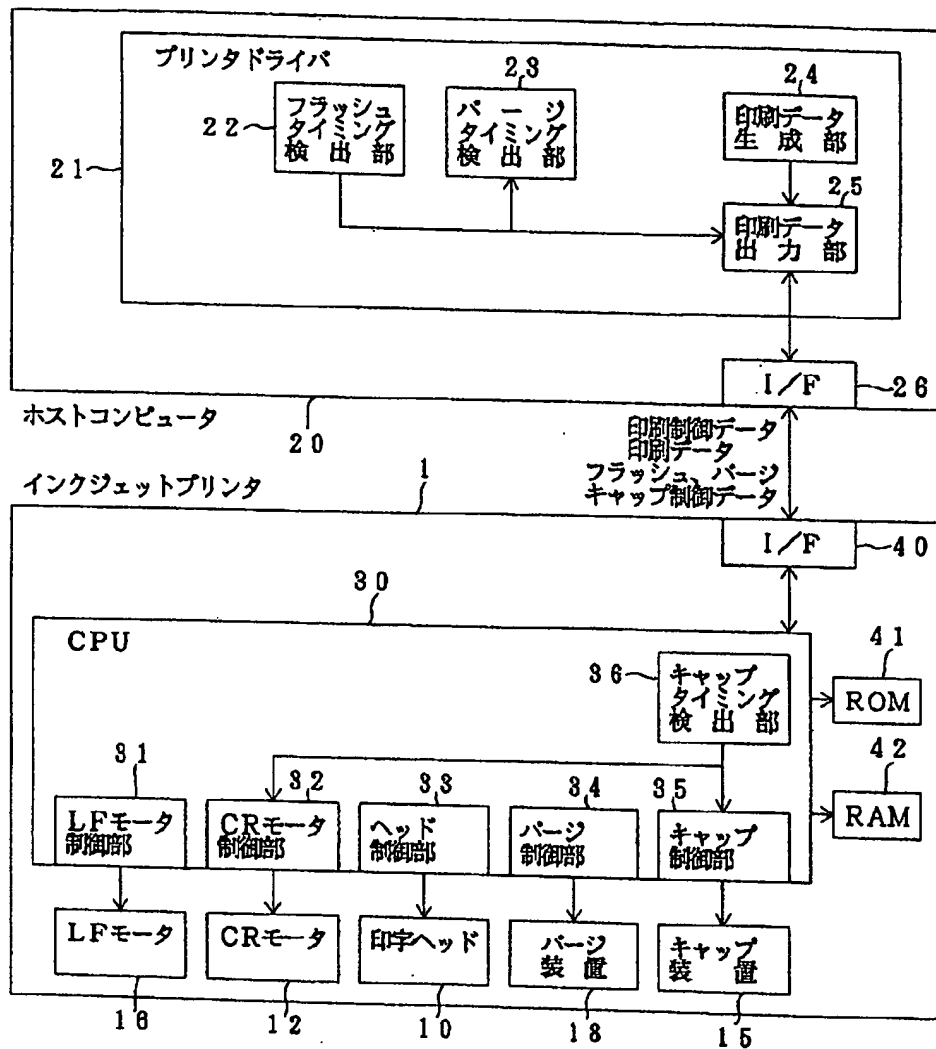 プリンタドライバ
23
24
22
フラッシュ
タイミング
検出部
パージ
タイミング
検出部
印刷データ
生成部
21
25
印刷データ
出力部
I/F
26
ホストコンピュータ
20
印刷制御データ
印刷データ
フラッシュ、パージ
キャップ制御データ
インクジェットプリンタ
1
I/F
40
30
CPU
36
キャップ
タイミング
検出部
41
ROM
42
RAM
31
32
33
34
35
LFモータ
制御部
CRモータ
制御部
ヘッド
制御部
パージ
制御部
キャップ
制御部
LFモータ
CRモータ
印字ヘッド
パージ
装置
キャップ
装置
16
12
10
18
15